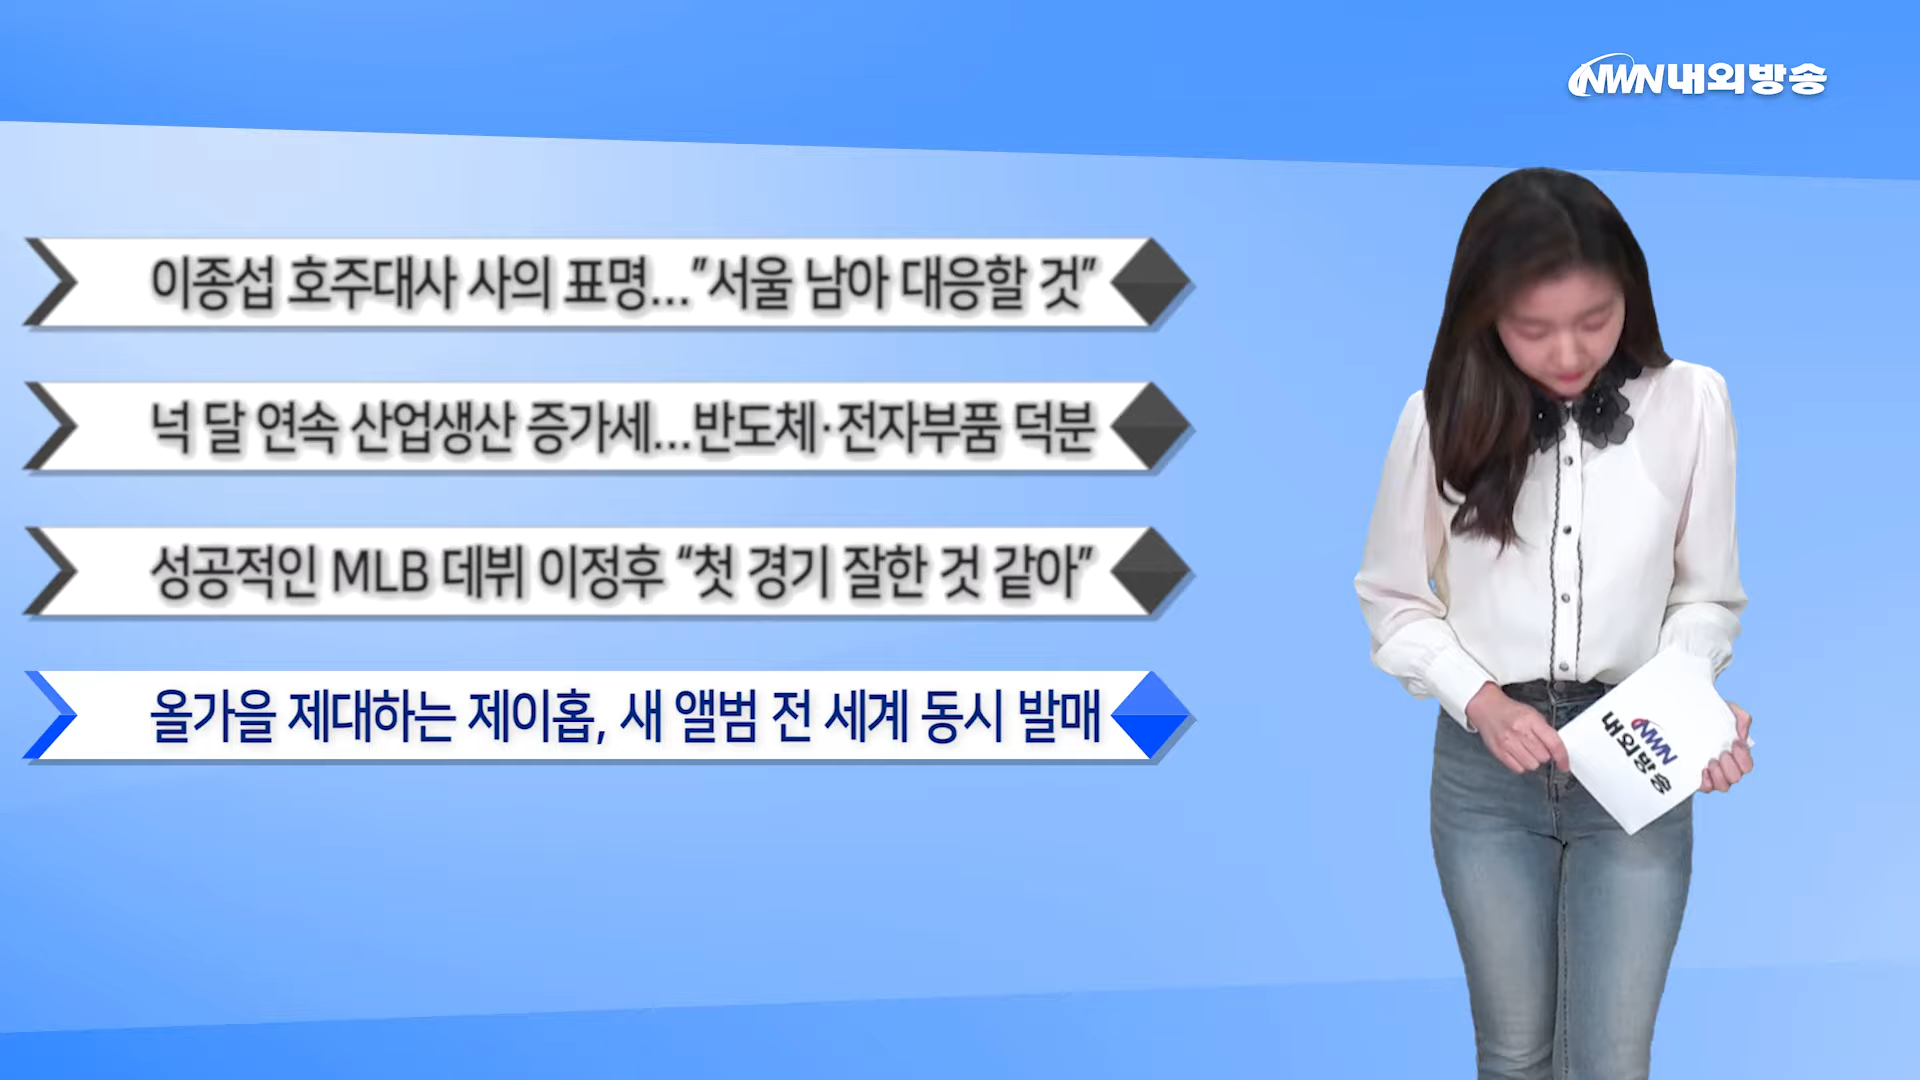 NWN내외방송
이종섭 호주대사 사의 표명..."서울 남아 대응할 것"
넉 달 연속 산업생산 증가세...반도체·전자부품 덕분
성공적인 MLB 데뷔 이정후 “첫 경기 잘한 것 같아”
올가을 제대하는 제이홉, 새 앨범 전 세계 동시 발매
NWN
내외방송